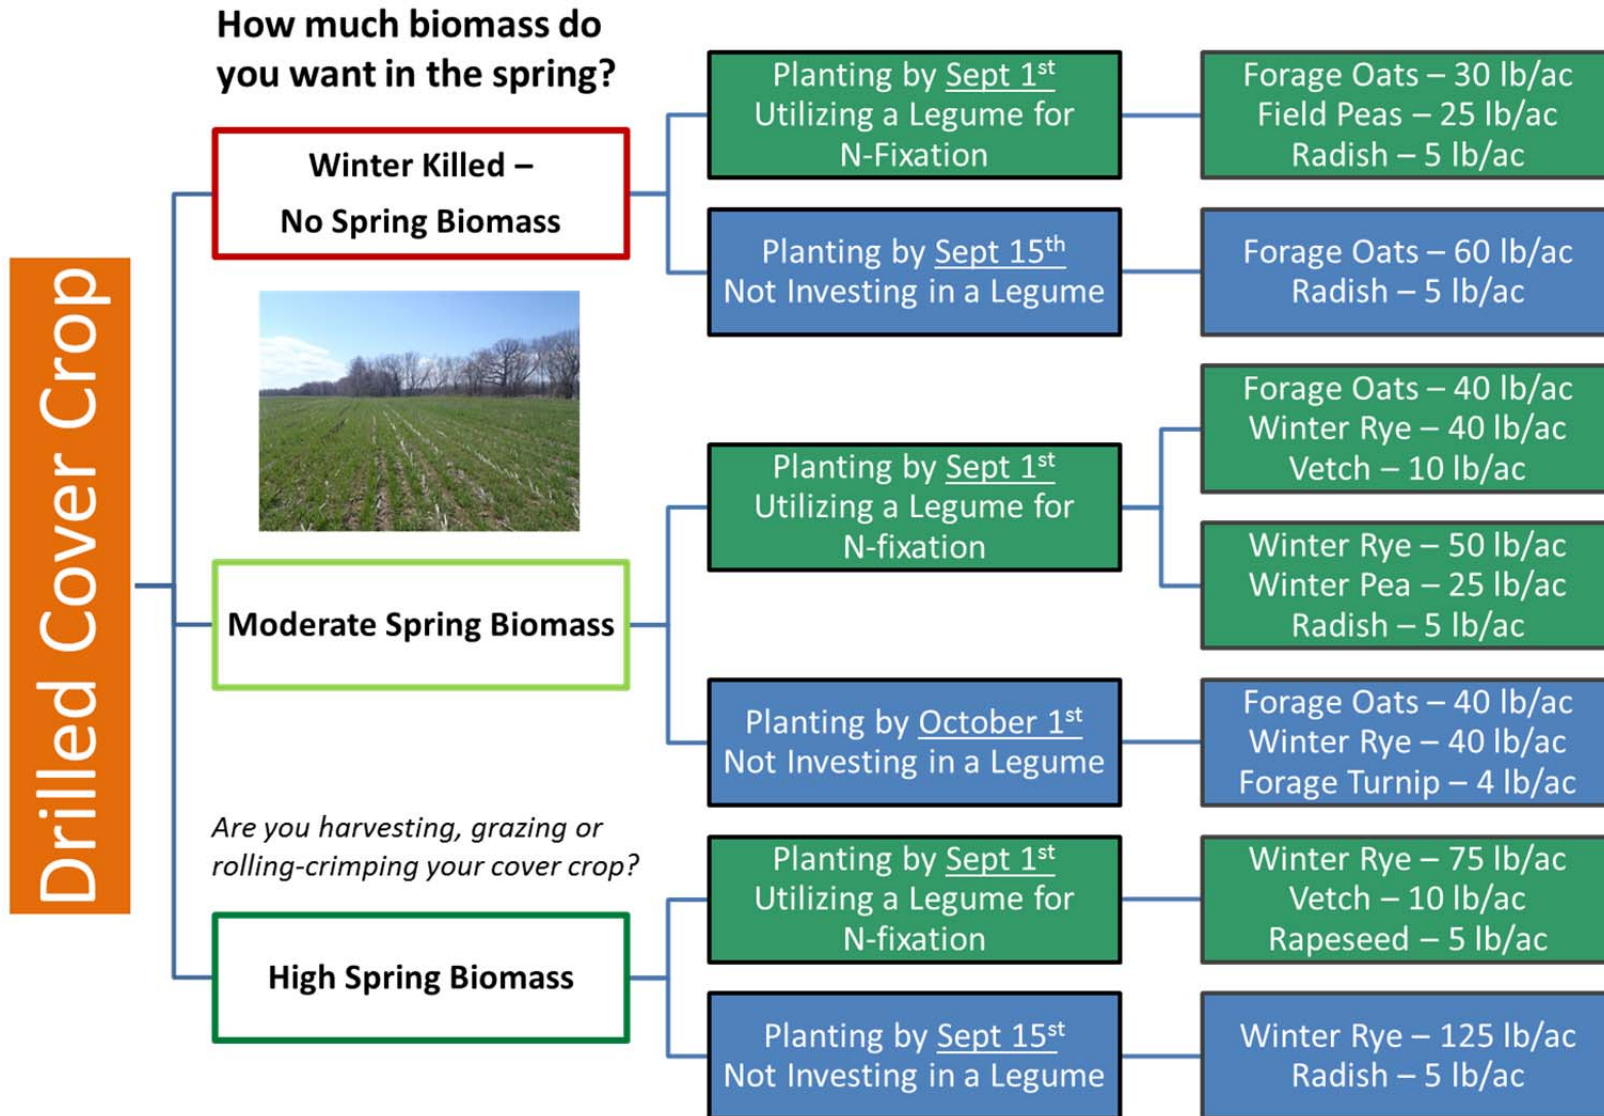 Drilled Cover Crop
How much biomass do
you want in the spring?
Winter Killed –
No Spring Biomass
Planting by Sept 1st
Utilizing a Legume for
N-Fixation
Forage Oats – 30 lb/ac
Field Peas – 25 lb/ac
Radish – 5 lb/ac
Planting by Sept 15th
Not Investing in a Legume
Forage Oats – 60 lb/ac
Radish – 5 lb/ac
Moderate Spring Biomass
Planting by Sept 1st
Utilizing a Legume for
N-fixation
Forage Oats – 40 lb/ac
Winter Rye – 40 lb/ac
Vetch – 10 lb/ac
Winter Rye – 50 lb/ac
Winter Pea – 25 lb/ac
Radish – 5 lb/ac
Planting by October 1st
Not Investing in a Legume
Forage Oats – 40 lb/ac
Winter Rye – 40 lb/ac
Forage Turnip – 4 lb/ac
Are you harvesting, grazing or
rolling-crimping your cover crop?
High Spring Biomass
Planting by Sept 1st
Utilizing a Legume for
N-fixation
Winter Rye – 75 lb/ac
Vetch – 10 lb/ac
Rapeseed – 5 lb/ac
Planting by Sept 15st
Not Investing in a Legume
Winter Rye – 125 lb/ac
Radish – 5 lb/ac